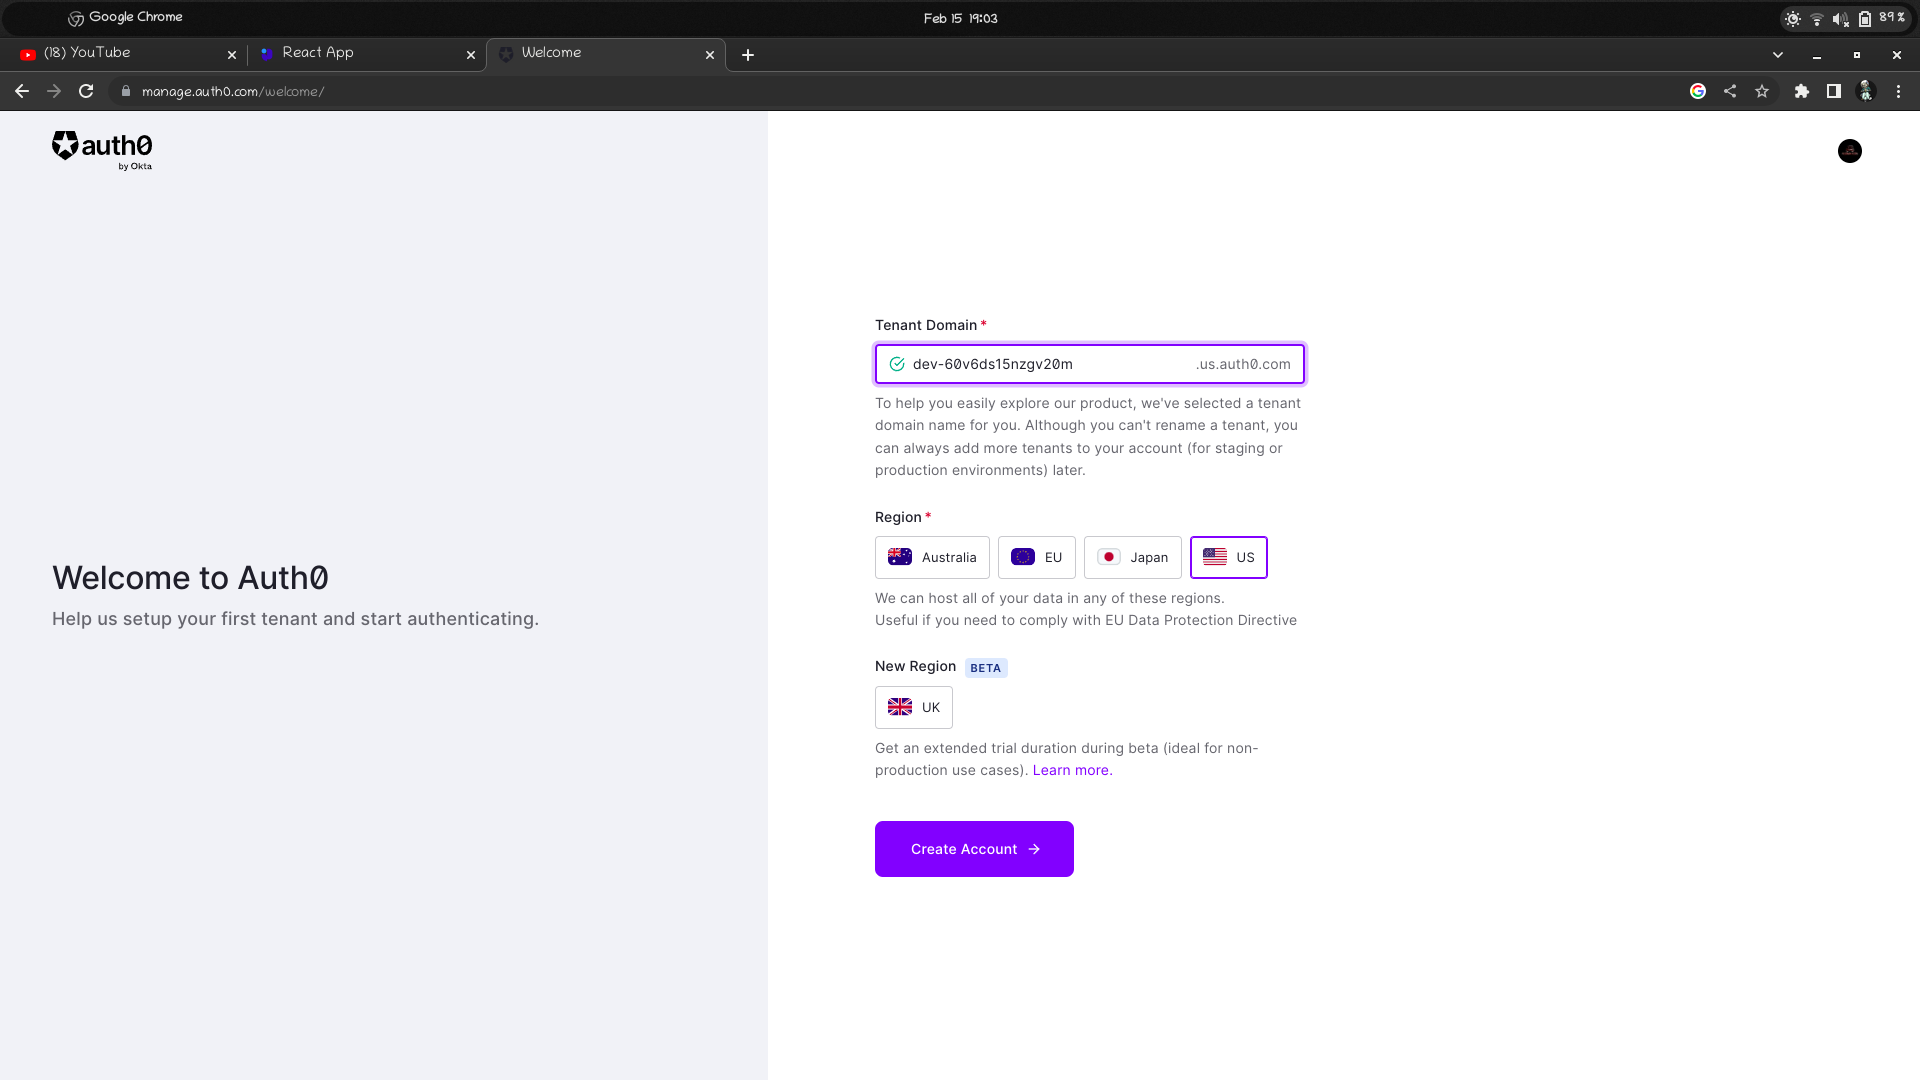 Google Chrome
Feb 15 19:03
89%
(18) YouTube
React App
Welcome
manage.auth0.com/welcome/
auth0
by Okta
Welcome to Auth0
Help us setup your first tenant and start authenticating.
Tenant Domain *
dev-60v6ds15nzgv20m .us.auth0.com
To help you easily explore our product, we've selected a tenant
domain name for you. Although you can't rename a tenant, you
can always add more tenants to your account (for staging or
production environments) later.
Region *
Australia EU Japan US
We can host all of your data in any of these regions.
Useful if you need to comply with EU Data Protection Directive
New Region BETA
UK
Get an extended trial duration during beta (ideal for non-
production use cases). Learn more.
Create Account →